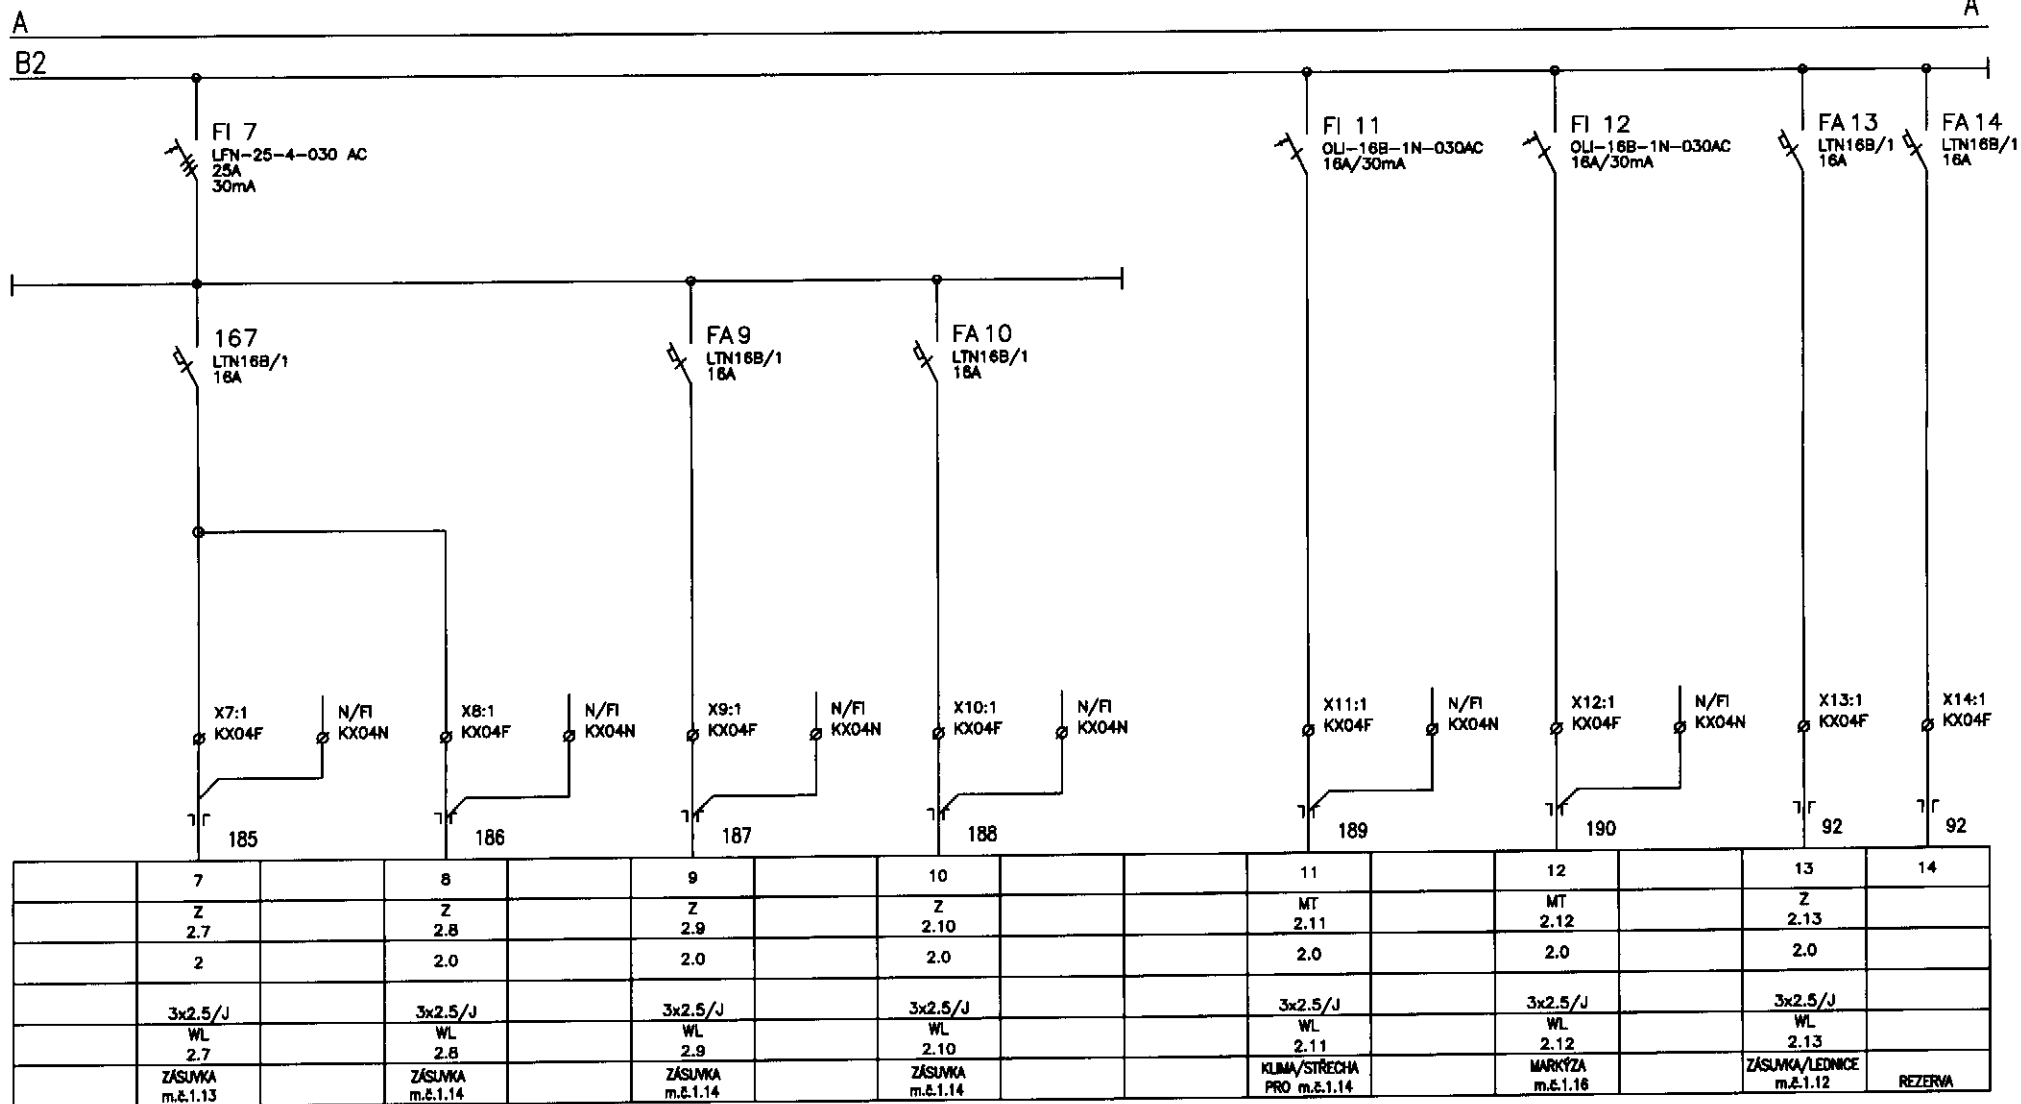 A
A
B2
FI 7
LFN-25-4-030 AC
25A
30mA
FI 11
OLI-16B-1N-030AC
16A/30mA
FI 12
OLI-16B-1N-030AC
16A/30mA
FA13
LTN16B/1
16A
FA14
LTN16B/1
16A
167
LTN16B/1
16A
FA9
LTN16B/1
16A
FA10
LTN16B/1
16A
X7:1
KX04F
N/FI
KX04N
X8:1
KX04F
N/FI
KX04N
X9:1
KX04F
N/FI
KX04N
X10:1
KX04F
N/FI
KX04N
X11:1
KX04F
N/FI
KX04N
X12:1
KX04F
N/FI
KX04N
X13:1
KX04F
X14:1
KX04F
185
186
187
188
189
190
92
92
7 8 9 10 11 12 13 14
Z Z Z Z MT MT Z
2.7 2.8 2.9 2.10 2.11 2.12 2.13
2 2.0 2.0 2.0 2.0 2.0 2.0
3x2.5/J 3x2.5/J 3x2.5/J 3x2.5/J 3x2.5/J 3x2.5/J 3x2.5/J
WL WL WL WL WL WL WL
2.7 2.8 2.9 2.10 2.11 2.12 2.13
ZÁSUVKA ZÁSUVKA ZÁSUVKA ZÁSUVKA KLIMA/STŘECHA MARKÝZA ZÁSUVKA/LEDNICE
m.č.1.13 m.č.1.14 m.č.1.14 m.č.1.14 PRO m.č.1.14 m.č.1.16 m.č.1.12 REZERVA